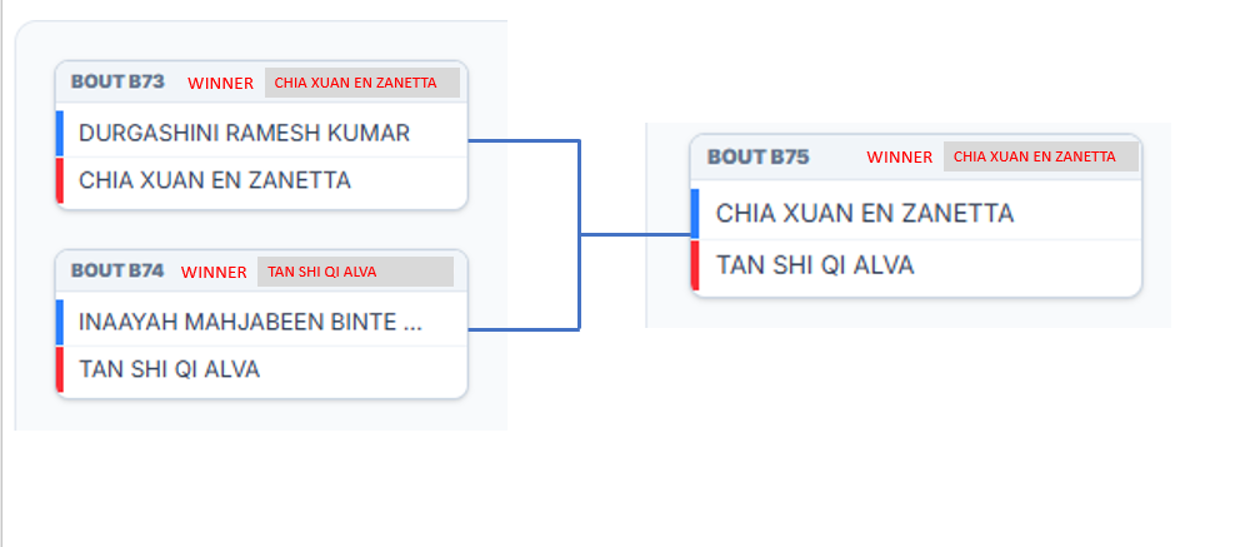 BOUT B73 WINNER CHIA XUAN EN ZANETTA
DURGASHINI RAMESH KUMAR
CHIA XUAN EN ZANETTA
BOUT B74 WINNER TAN SHI QI ALVA
INAAYAH MAHJABEEN BINTE ...
TAN SHI QI ALVA
BOUT B75 WINNER CHIA XUAN EN ZANETTA
CHIA XUAN EN ZANETTA
TAN SHI QI ALVA